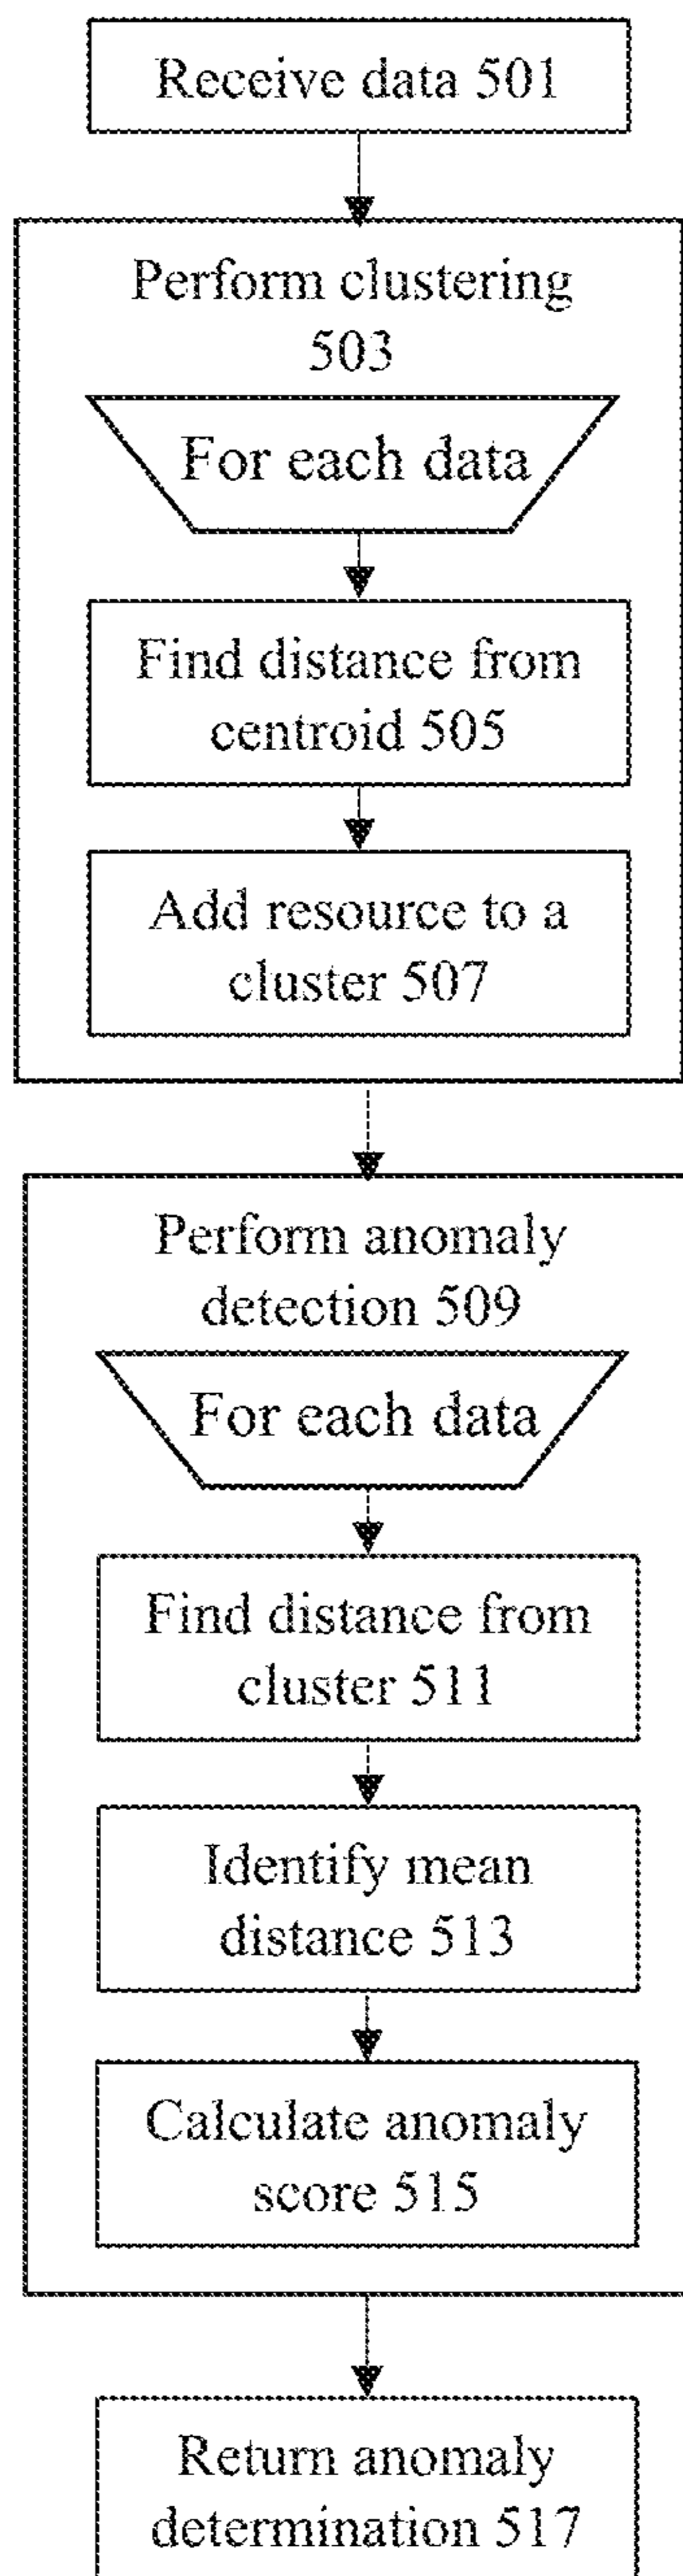 Receive data 501
Perform clustering
503
For each data
Find distance from
centroid 505
Add resource to a
cluster 507
Perform anomaly
detection 509
For each data
Find distance from
cluster 511
Identify mean
distance 513
Calculate anomaly
score 515
Return anomaly
determination 517